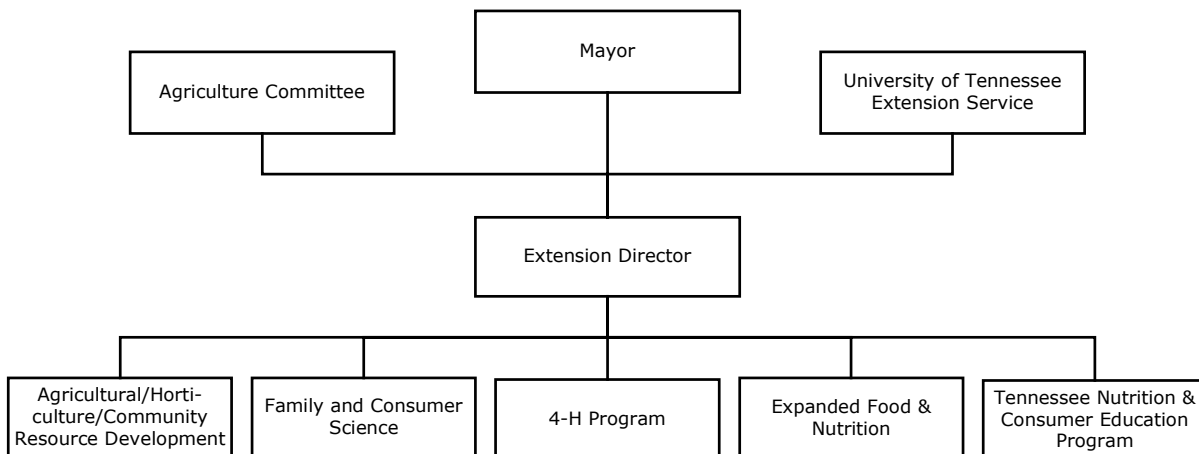 Mayor
Agriculture Committee
University of Tennessee
Extension Service
Extension Director
Agricultural/Horti-
culture/Community
Resource Development
Family and Consumer
Science
4-H Program
Expanded Food &
Nutrition
Tennessee Nutrition &
Consumer Education
Program